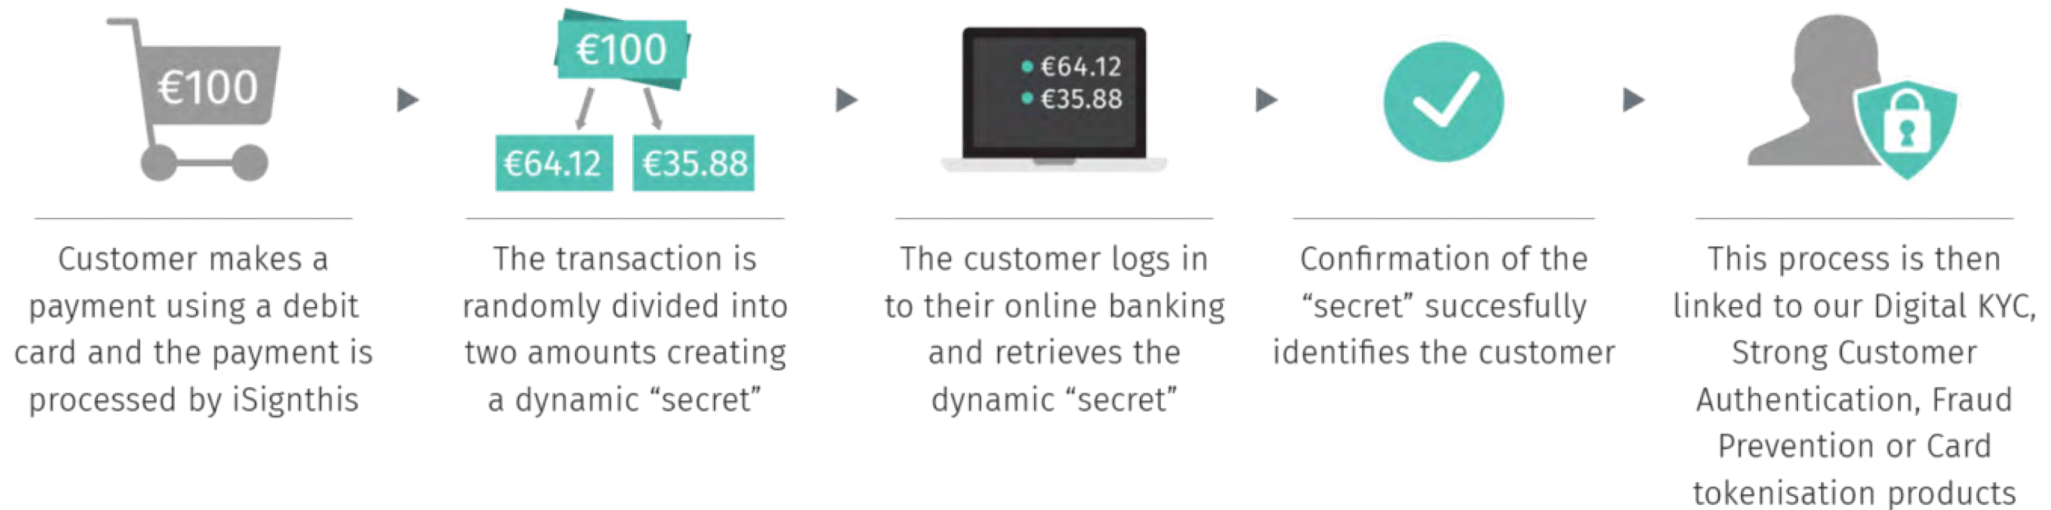 €100
€100
€64.12
€35.88
€64.12
€35.88
Customer makes a
payment using a debit
card and the payment is
processed by iSignthis
The transaction is
randomly divided into
two amounts creating
a dynamic “secret”
The customer logs in
to their online banking
and retrieves the
dynamic “secret”
Confirmation of the
“secret” succesfully
identifies the customer
This process is then
linked to our Digital KYC,
Strong Customer
Authentication, Fraud
Prevention or Card
tokenisation products